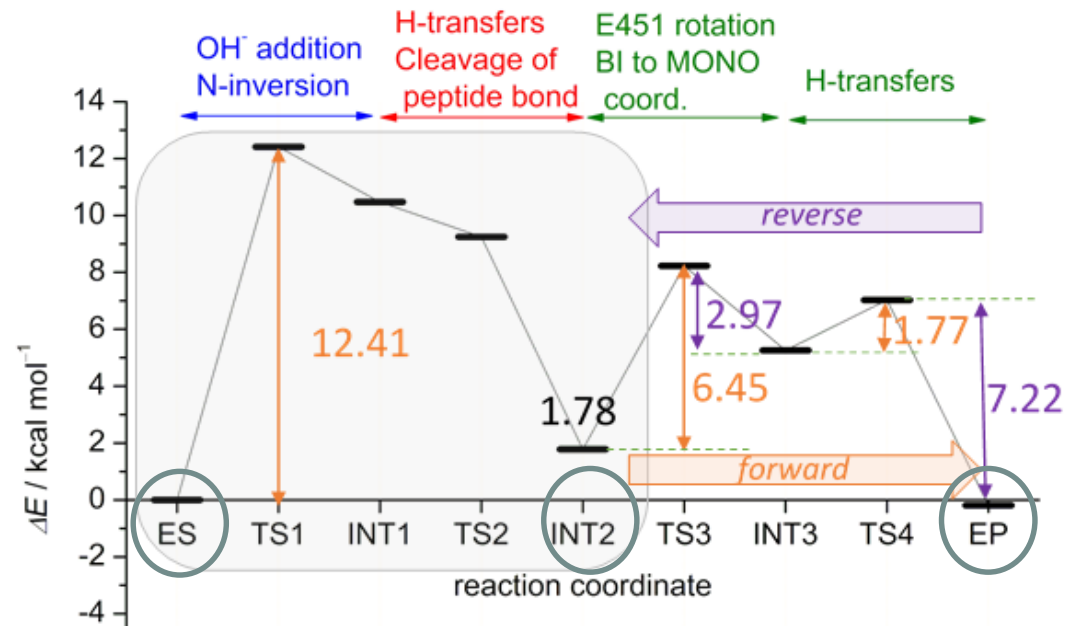 OH⁻ addition
N-inversion
H-transfers
Cleavage of
peptide bond
E451 rotation
BI to MONO
coord.
H-transfers
14
12
10
8
6
4
2
0
-2
-4
ΔE / kcal mol⁻¹
reverse
2.97
1.77
12.41
6.45
7.22
1.78
forward
ES TS1 INT1 TS2 INT2 TS3 INT3 TS4 EP
reaction coordinate